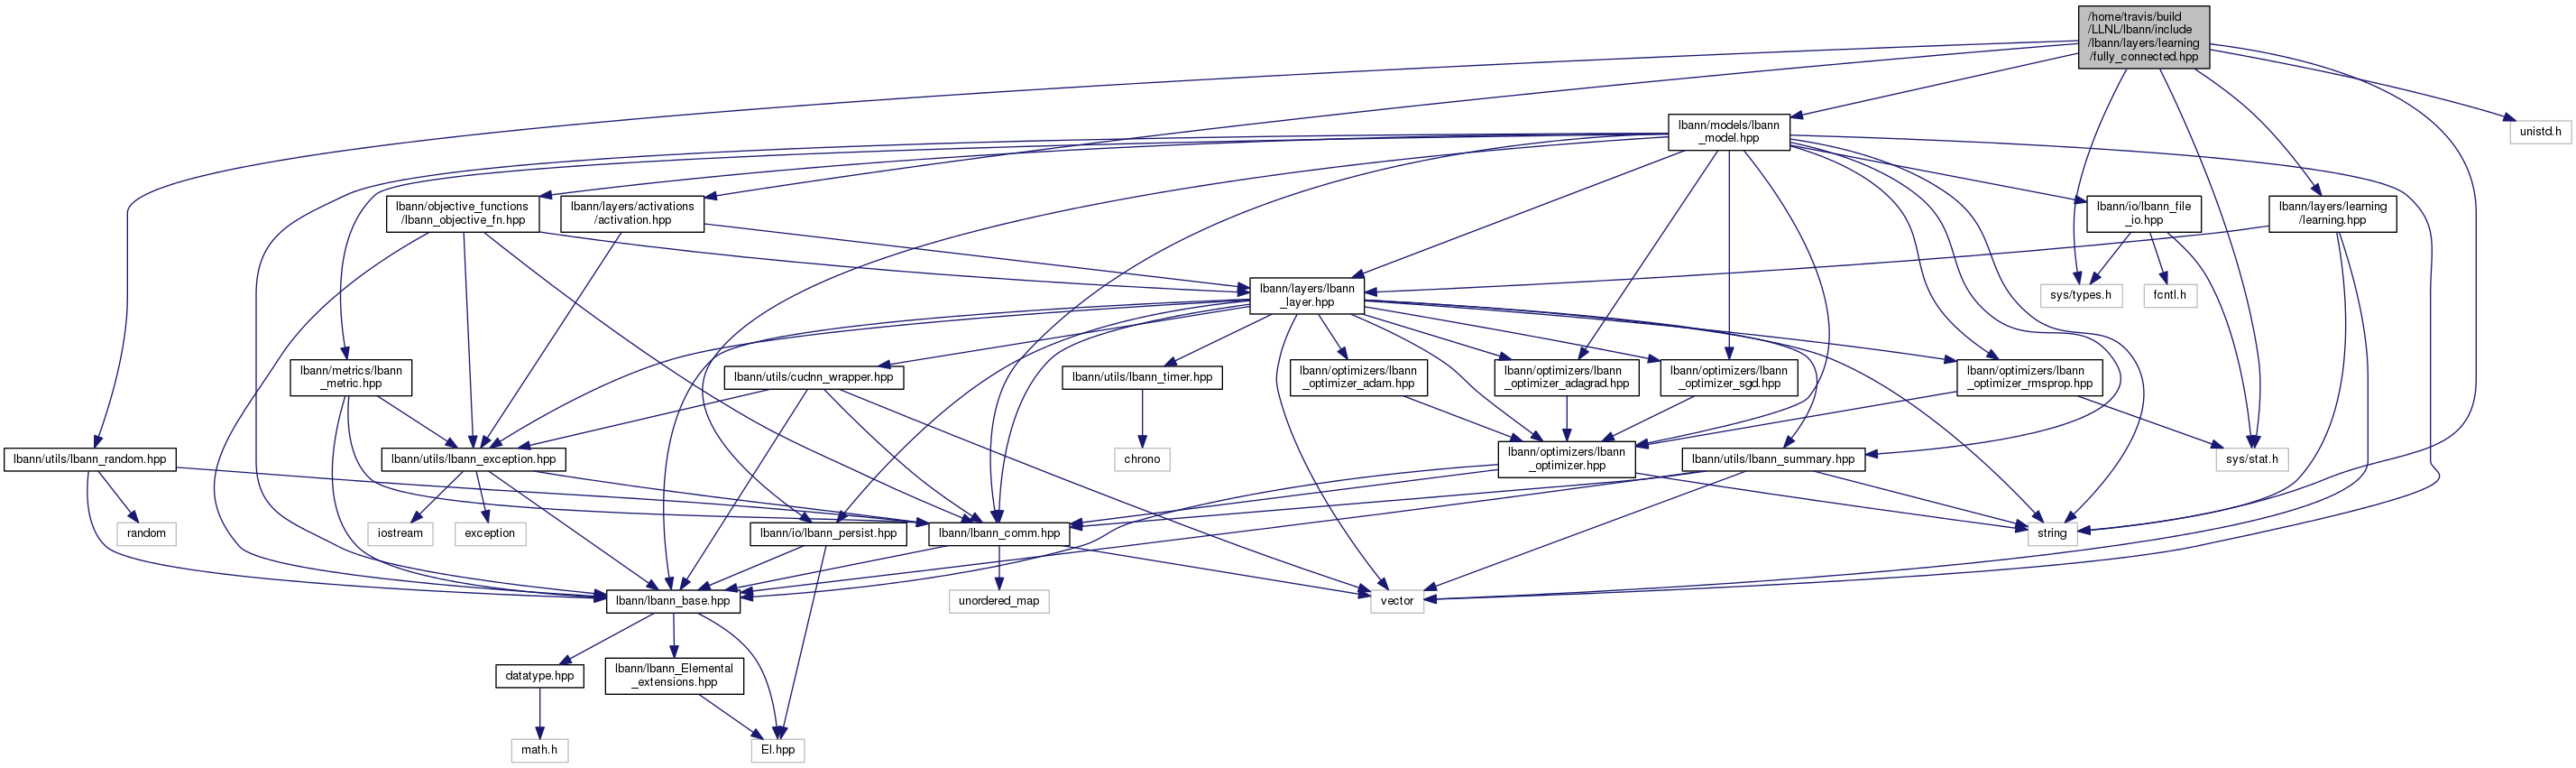 /home/travis/build
/LLNL/lbann/include
/lbann/layers/learning
/fully_connected.hpp
lbann/models/lbann
_model.hpp
unistd.h
lbann/objective_functions
/lbann_objective_fn.hpp
lbann/layers/activations
/activation.hpp
lbann/io/lbann_file
_io.hpp
lbann/layers/learning
/learning.hpp
lbann/layers/lbann
_layer.hpp
sys/types.h
fcntl.h
lbann/metrics/lbann
_metric.hpp
lbann/utils/cudnn_wrapper.hpp
lbann/utils/lbann_timer.hpp
lbann/optimizers/lbann
_optimizer_adam.hpp
lbann/optimizers/lbann
_optimizer_adagrad.hpp
lbann/optimizers/lbann
_optimizer_sgd.hpp
lbann/optimizers/lbann
_optimizer_rmsprop.hpp
lbann/utils/lbann_random.hpp
lbann/utils/lbann_exception.hpp
chrono
lbann/optimizers/lbann
_optimizer.hpp
lbann/utils/lbann_summary.hpp
sys/stat.h
random
iostream
exception
lbann/io/lbann_persist.hpp
lbann/lbann_comm.hpp
string
lbann/lbann_base.hpp
unordered_map
vector
datatype.hpp
lbann/lbann_Elemental
_extensions.hpp
math.h
El.hpp